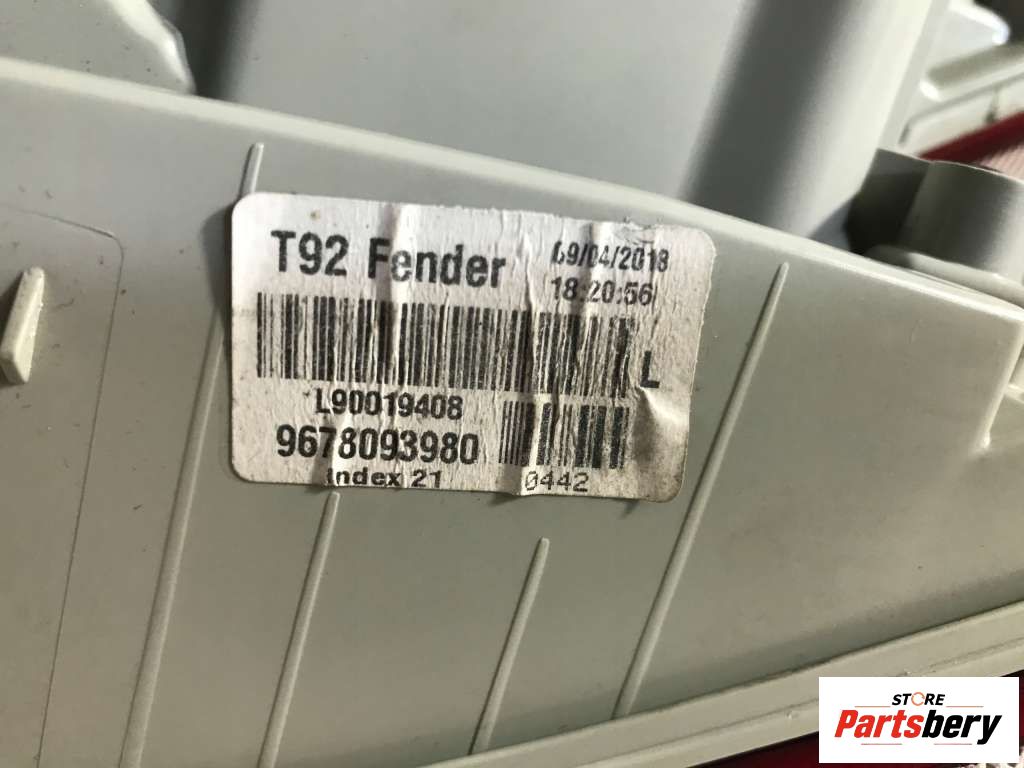 T92 Fender 09/04/2018
18:20:56
L
L90019408
9678093980
Index 21 0442
STORE
Partsbery